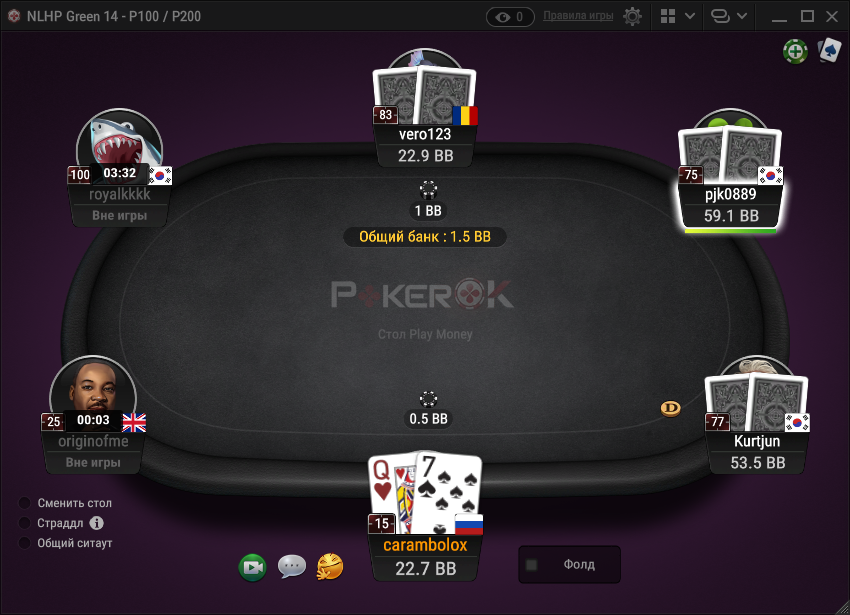 NLHP Green 14 - P100 / P200
0
Правила игры
83
vero123
22.9 BB
100
03:32
royalkkkk
Вне игры
75
pjk0889
59.1 BB
1 BB
Общий банк : 1.5 BB
POKEROK
Стол Play Money
25
00:03
originofme
Вне игры
0.5 BB
D
77
Kurtjun
53.5 BB
Q
7
15
carambolox
22.7 BB
Сменить стол
Страддл i
Общий ситаут
Фолд